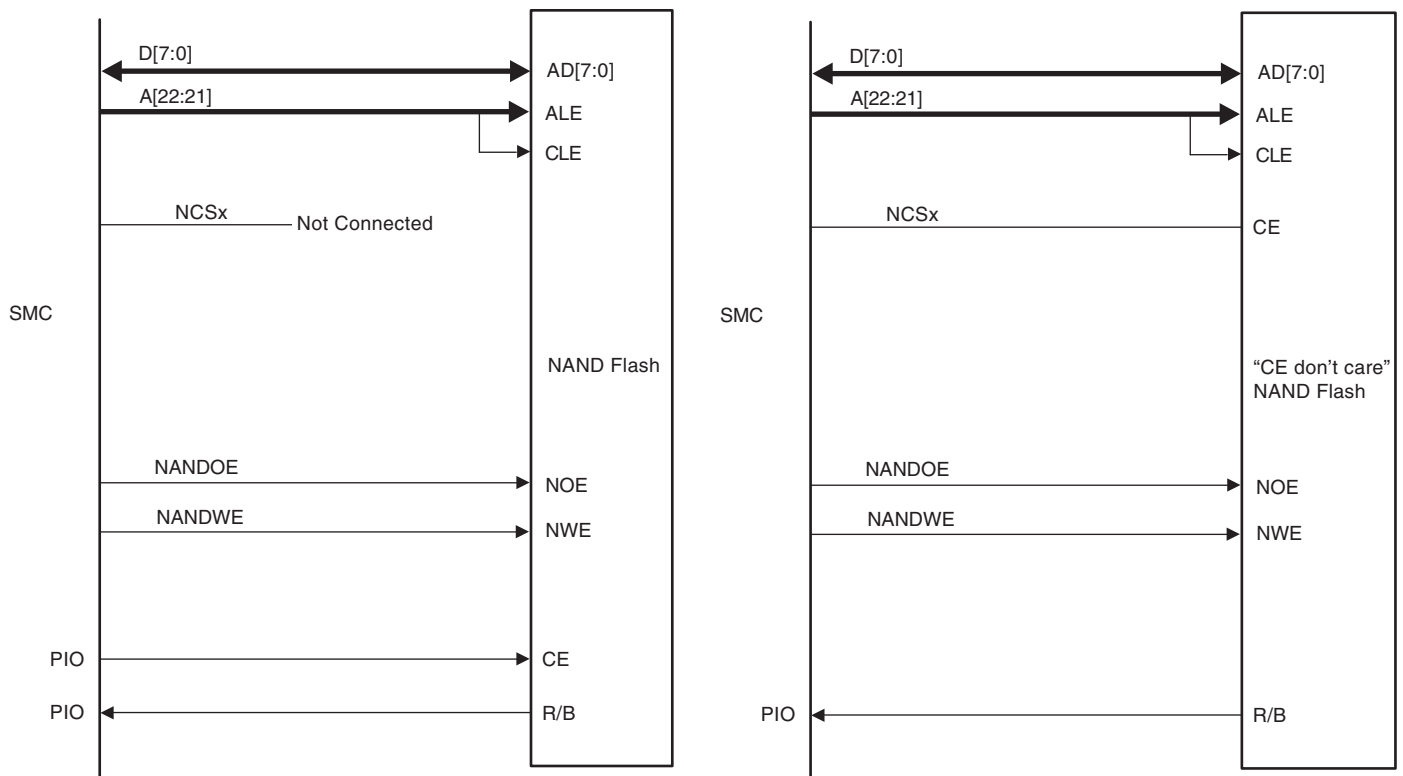 D[7:0]
AD[7:0]
A[22:21]
ALE
CLE
NCSx
Not Connected
SMC
NAND Flash
NANDOE
NOE
NANDWE
NWE
PIO
CE
PIO
R/B
D[7:0]
AD[7:0]
A[22:21]
ALE
CLE
NCSx
CE
SMC
“CE don’t care”
NAND Flash
NANDOE
NOE
NANDWE
NWE
PIO
R/B